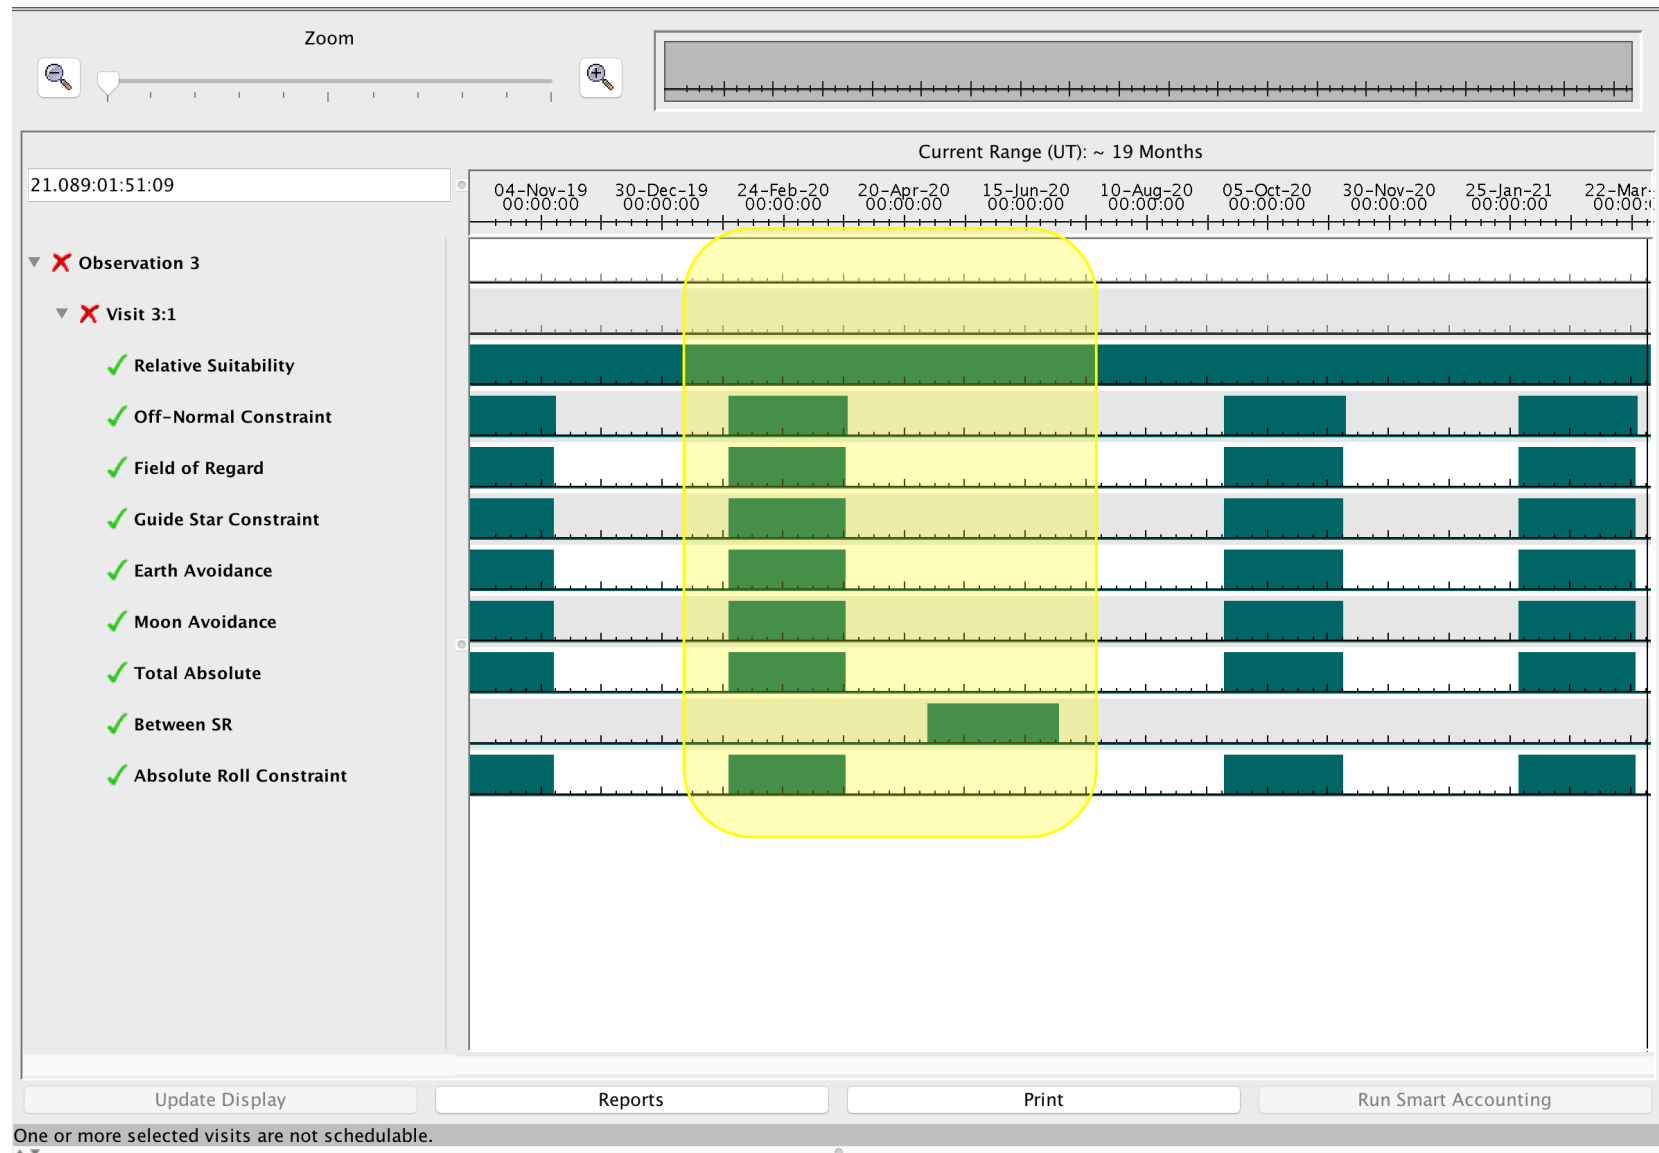 Zoom
Current Range (UT): ~ 19 Months
21.089:01:51:09
04-Nov-19 30-Dec-19 24-Feb-20 20-Apr-20 15-Jun-20 10-Aug-20 05-Oct-20 30-Nov-20 25-Jan-21 22-Mar-
00:00:00 00:00:00 00:00:00 00:00:00 00:00:00 00:00:00 00:00:00 00:00:00 00:00:00 00:00:
Observation 3
Visit 3:1
Relative Suitability
Off-Normal Constraint
Field of Regard
Guide Star Constraint
Earth Avoidance
Moon Avoidance
Total Absolute
Between SR
Absolute Roll Constraint
Update Display Reports Print Run Smart Accounting
One or more selected visits are not schedulable.